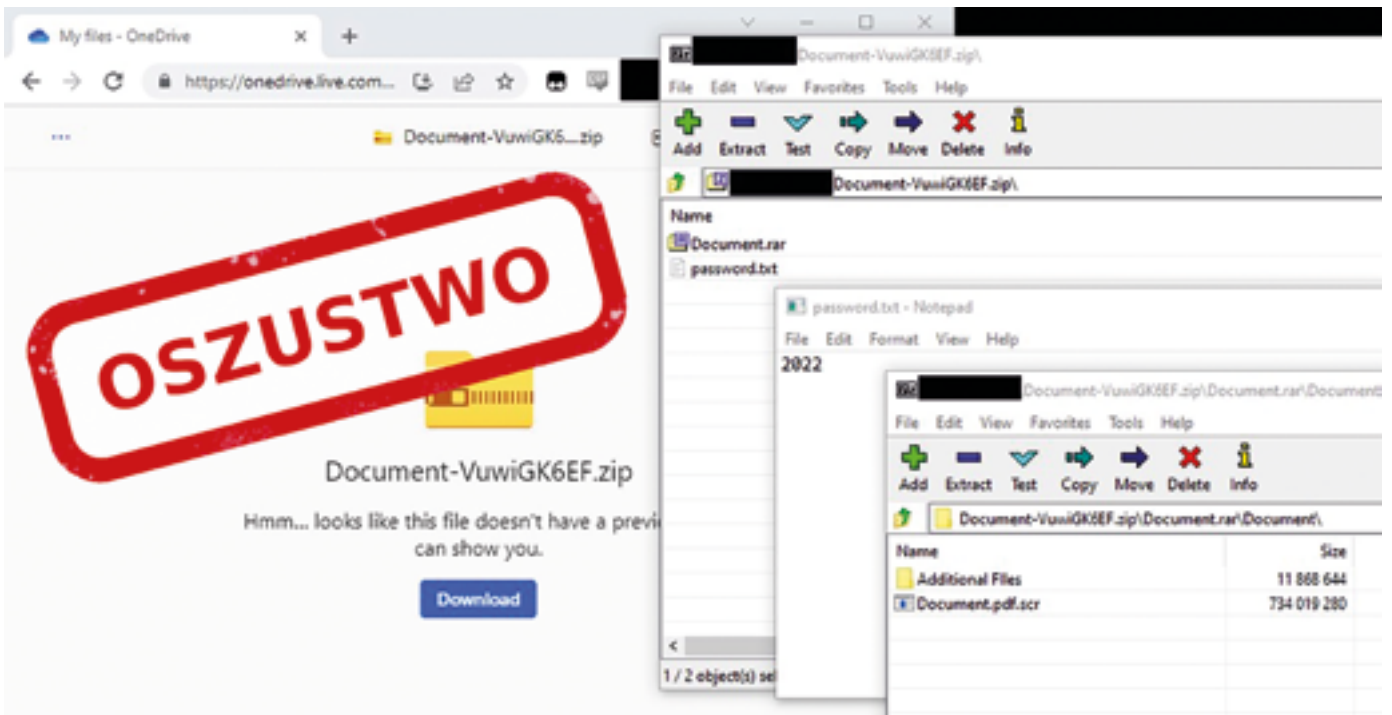 My files - OneDrive
https://onedrive.live.com...
Document-VuwiGK6....zip
OSZUSTWO
Document-VuwiGK6EF.zip
Hmm... looks like this file doesn't have a previ
can show you.
Download
Document-VuwiGK6EF.zip\
File Edit View Favorites Tools Help
Add Extract Test Copy Move Delete Info
Document-VuwiGK6EF.zip\
Name
Document.rar
password.txt
1 / 2 object(s) sel
password.txt - Notepad
File Edit Format View Help
2022
Document-VuwiGK6EF.zip\Document.rar\Document\
File Edit View Favorites Tools Help
Add Extract Test Copy Move Delete Info
Document-VuwiGK6EF.zip\Document.rar\Document\
Name Size
Additional Files 11 868 644
Document.pdf.scr 734 019 280